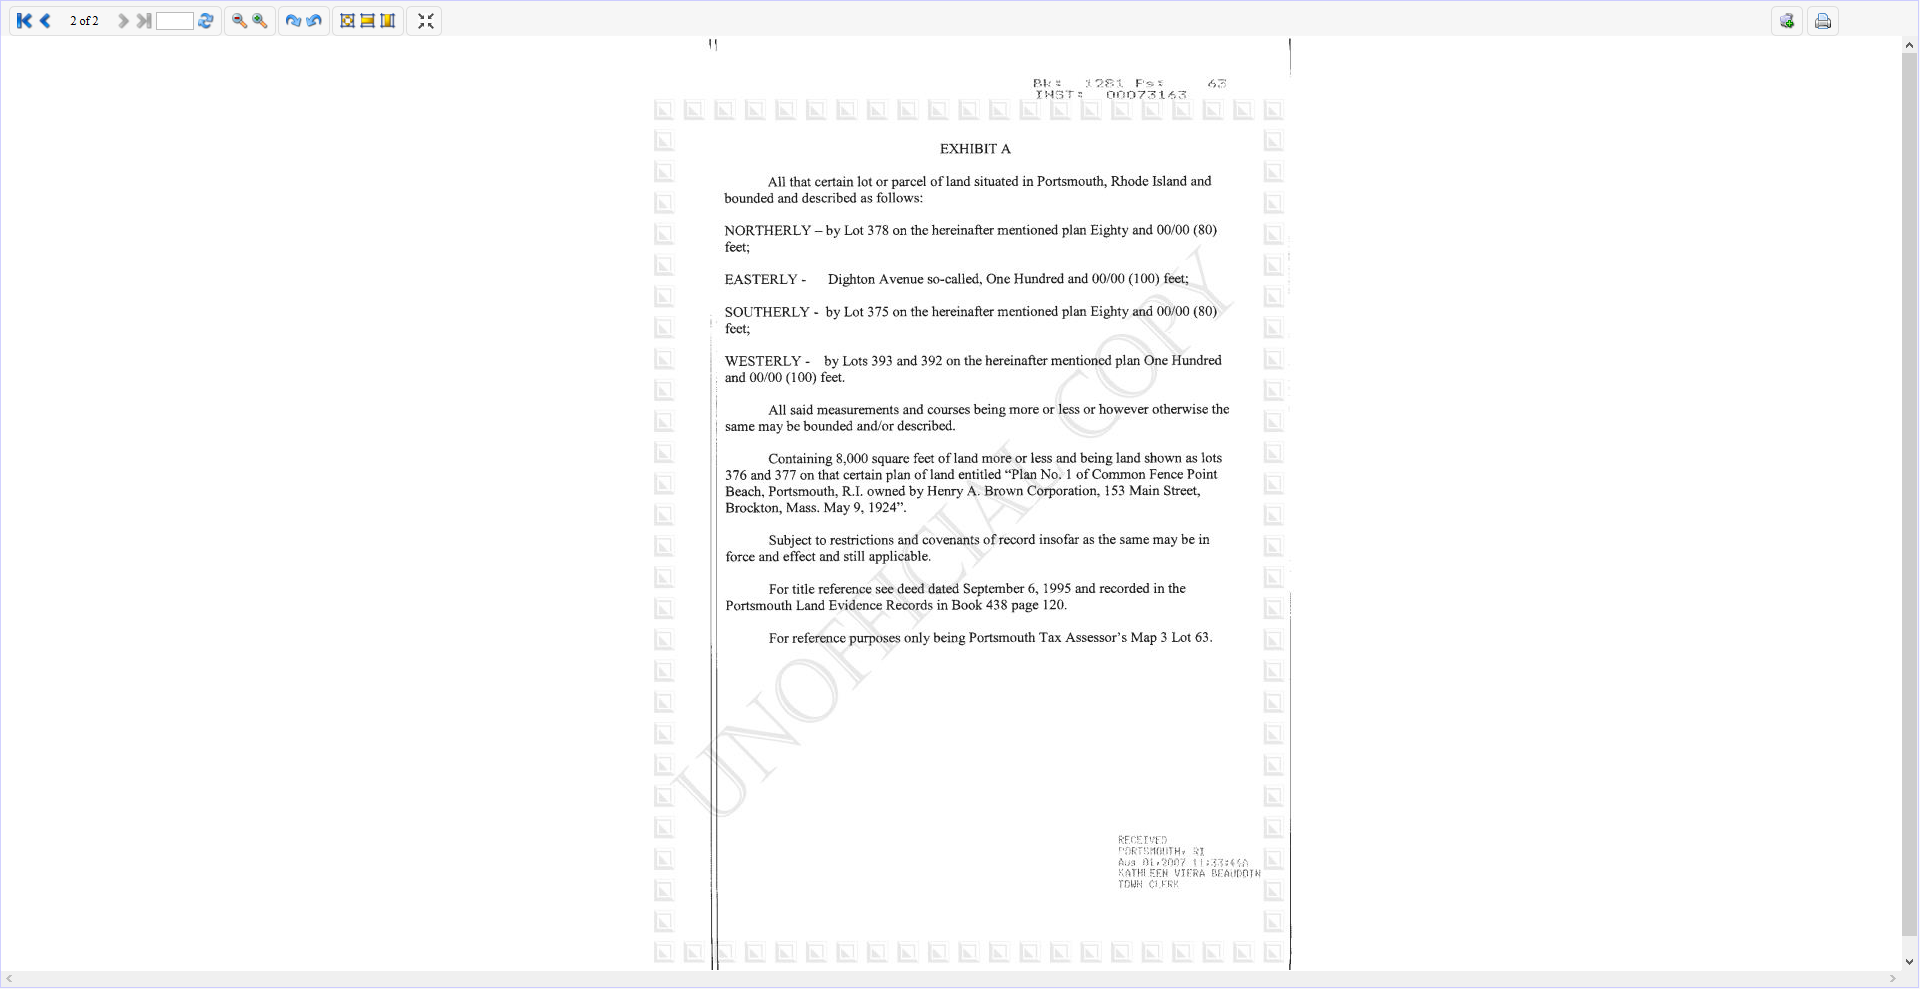 2 of 2
Bk: 1281 Pg: 63
INST: 00073163
EXHIBIT A
All that certain lot or parcel of land situated in Portsmouth, Rhode Island and
bounded and described as follows:
NORTHERLY – by Lot 378 on the hereinafter mentioned plan Eighty and 00/00 (80)
feet;
EASTERLY - Dighton Avenue so-called, One Hundred and 00/00 (100) feet;
SOUTHERLY - by Lot 375 on the hereinafter mentioned plan Eighty and 00/00 (80)
feet;
WESTERLY - by Lots 393 and 392 on the hereinafter mentioned plan One Hundred
and 00/00 (100) feet.
All said measurements and courses being more or less or however otherwise the
same may be bounded and/or described.
Containing 8,000 square feet of land more or less and being land shown as lots
376 and 377 on that certain plan of land entitled “Plan No. 1 of Common Fence Point
Beach, Portsmouth, R.I. owned by Henry A. Brown Corporation, 153 Main Street,
Brockton, Mass. May 9, 1924”.
Subject to restrictions and covenants of record insofar as the same may be in
force and effect and still applicable.
For title reference see deed dated September 6, 1995 and recorded in the
Portsmouth Land Evidence Records in Book 438 page 120.
For reference purposes only being Portsmouth Tax Assessor’s Map 3 Lot 63.
UNOFFICIAL COPY
RECEIVED
PORTSMOUTH, RI
Aug 01,2007 11:33:44A
KATHLEEN VIERA BEAUDOIN
TOWN CLERK